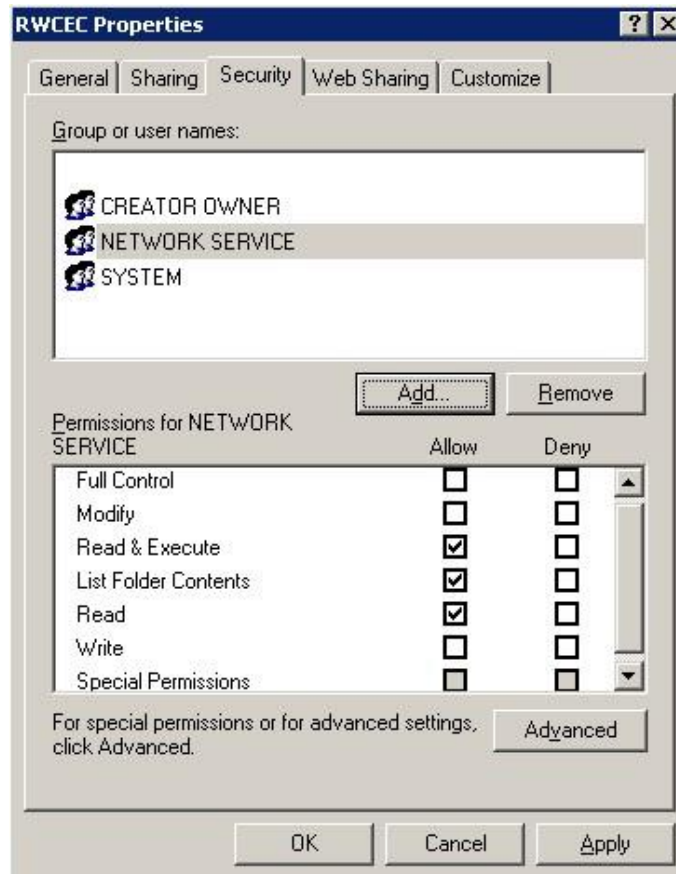 RWCEC Properties
General Sharing Security Web Sharing Customize
Group or user names:
CREATOR OWNER
NETWORK SERVICE
SYSTEM
Add... Remove
Permissions for NETWORK
SERVICE Allow Deny
Full Control
Modify
Read & Execute
List Folder Contents
Read
Write
Special Permissions
For special permissions or for advanced settings,
click Advanced.
Advanced
OK Cancel Apply